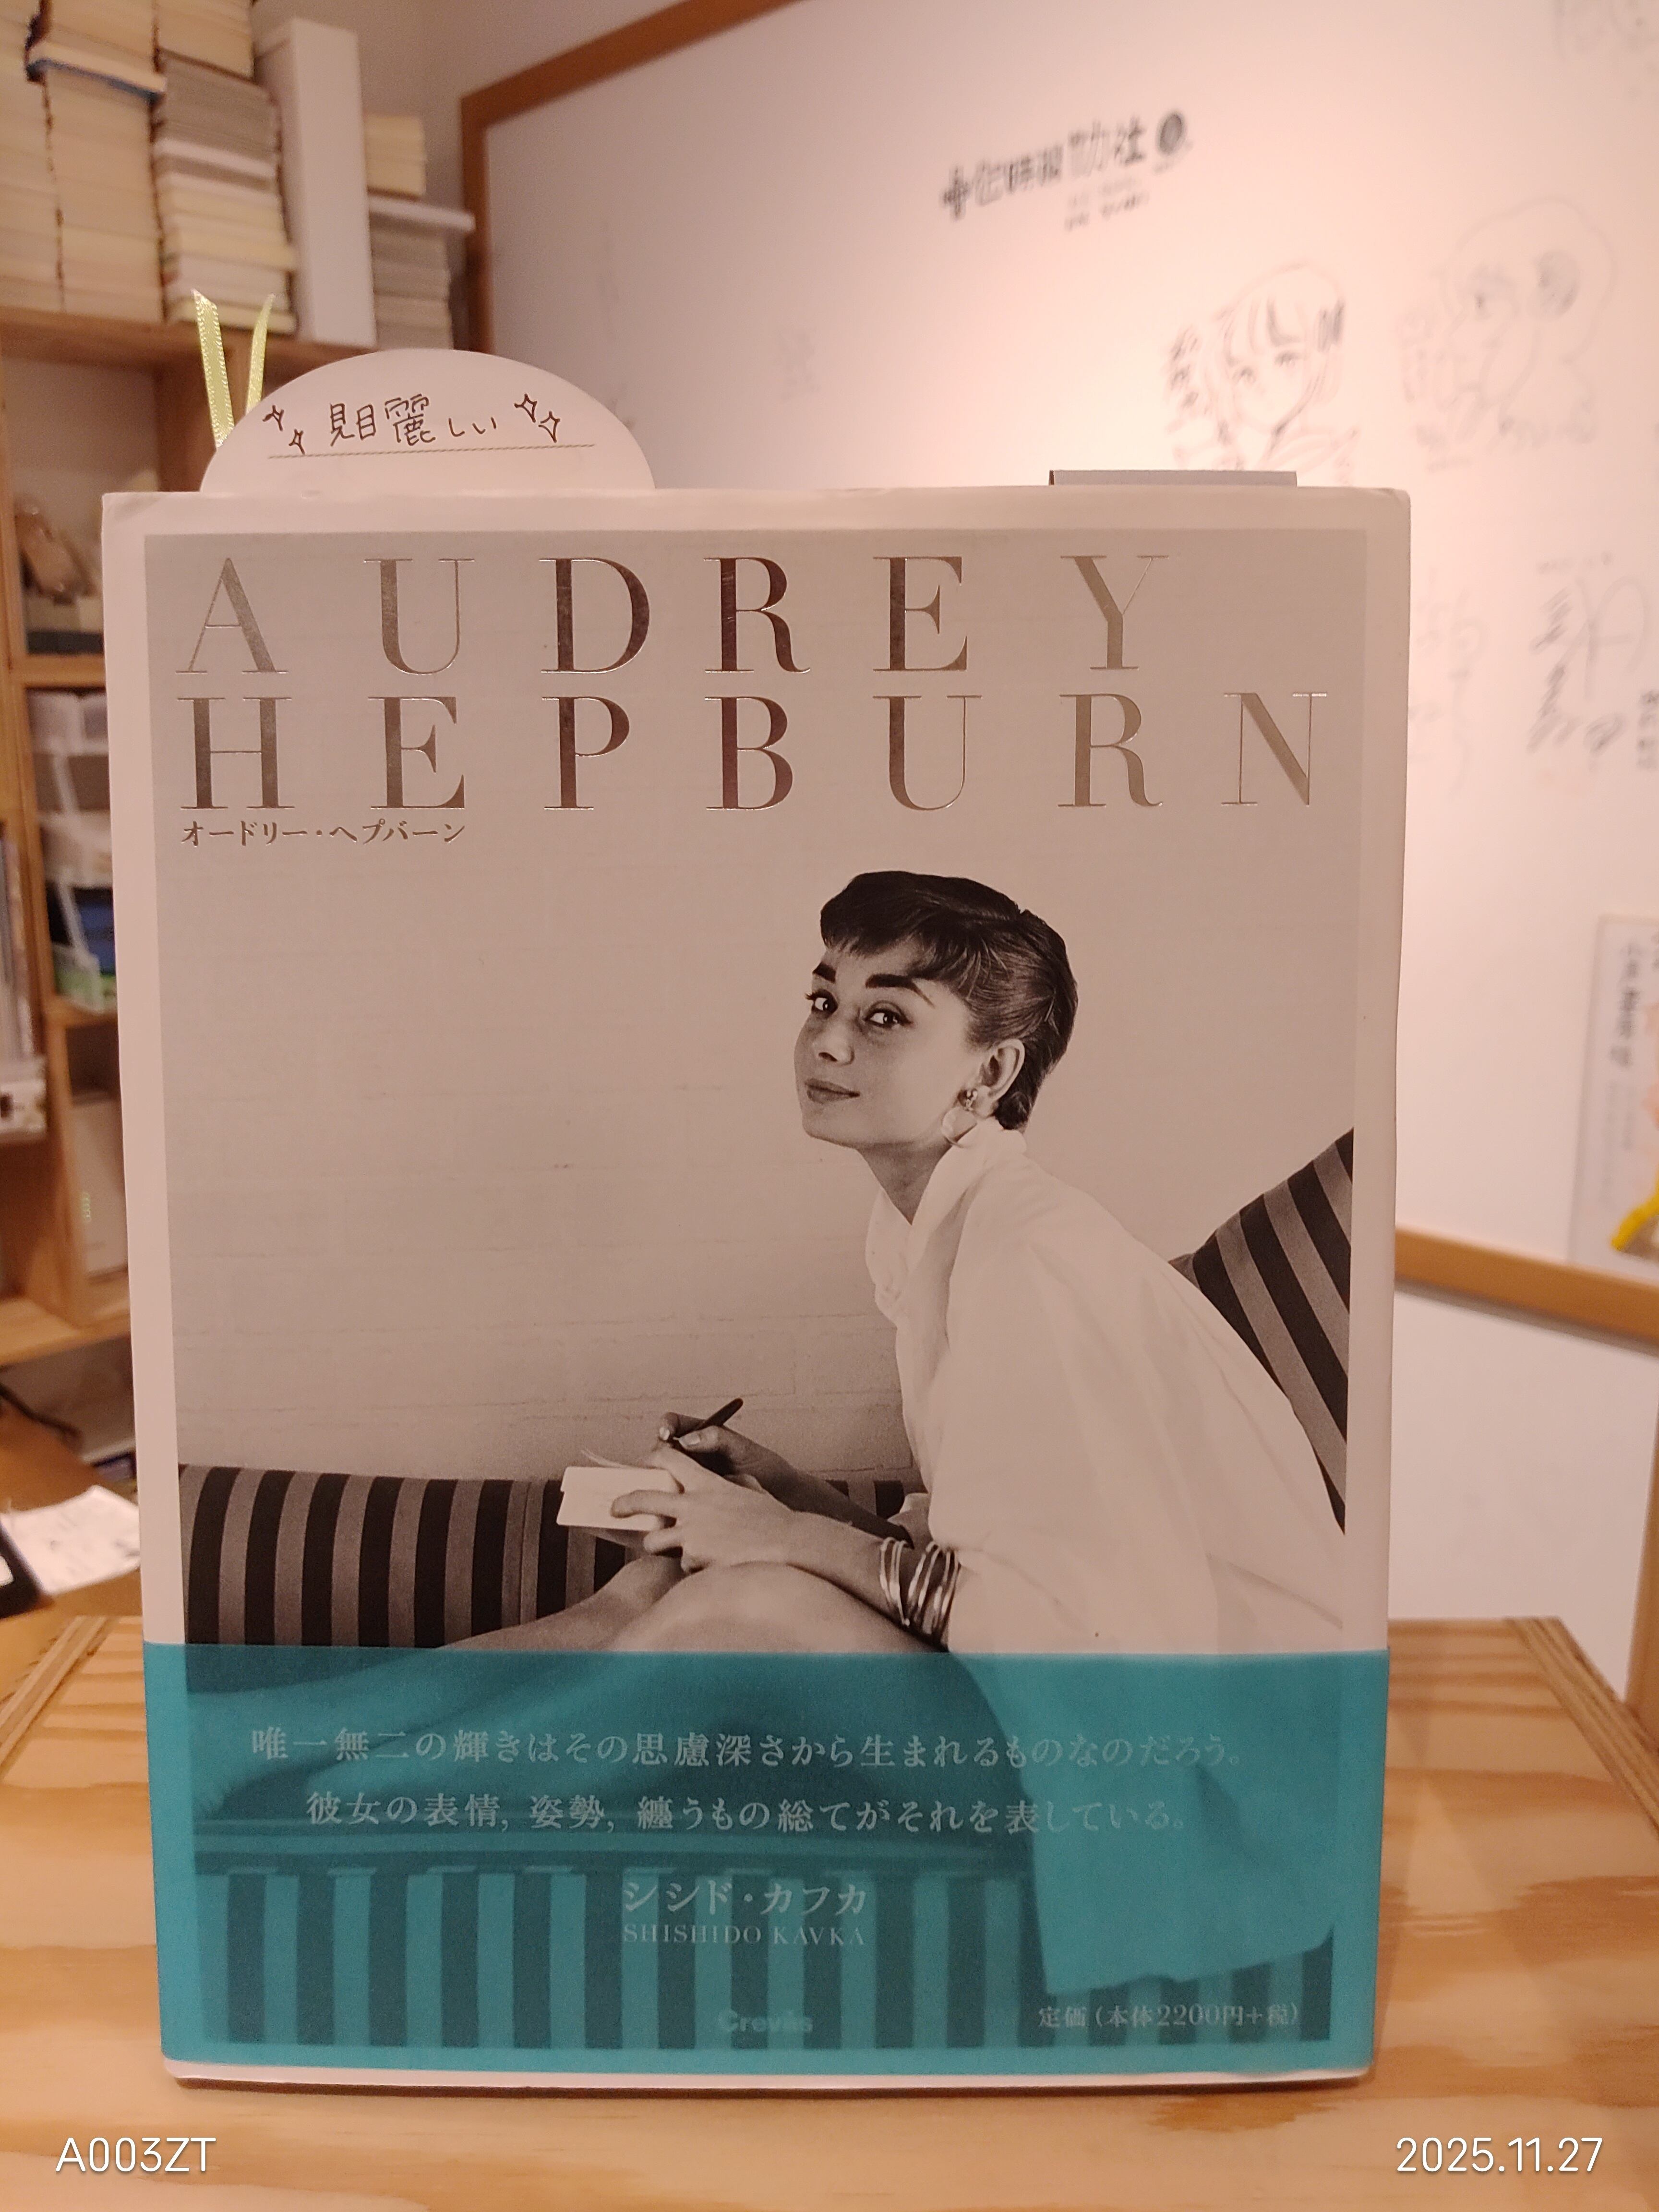 見目麗しい
AUDREY
HEPBURN
オードリー・ヘプバーン
唯一無二の輝きはその思慮深さから生まれるものなのだろう。
彼女の表情, 姿勢, 纏うもの総てがそれを表している。
シシド・カフカ
SHISHIDO KAVKA
Crevis
定価 (本体2200円+税)
A003ZT
2025.11.27